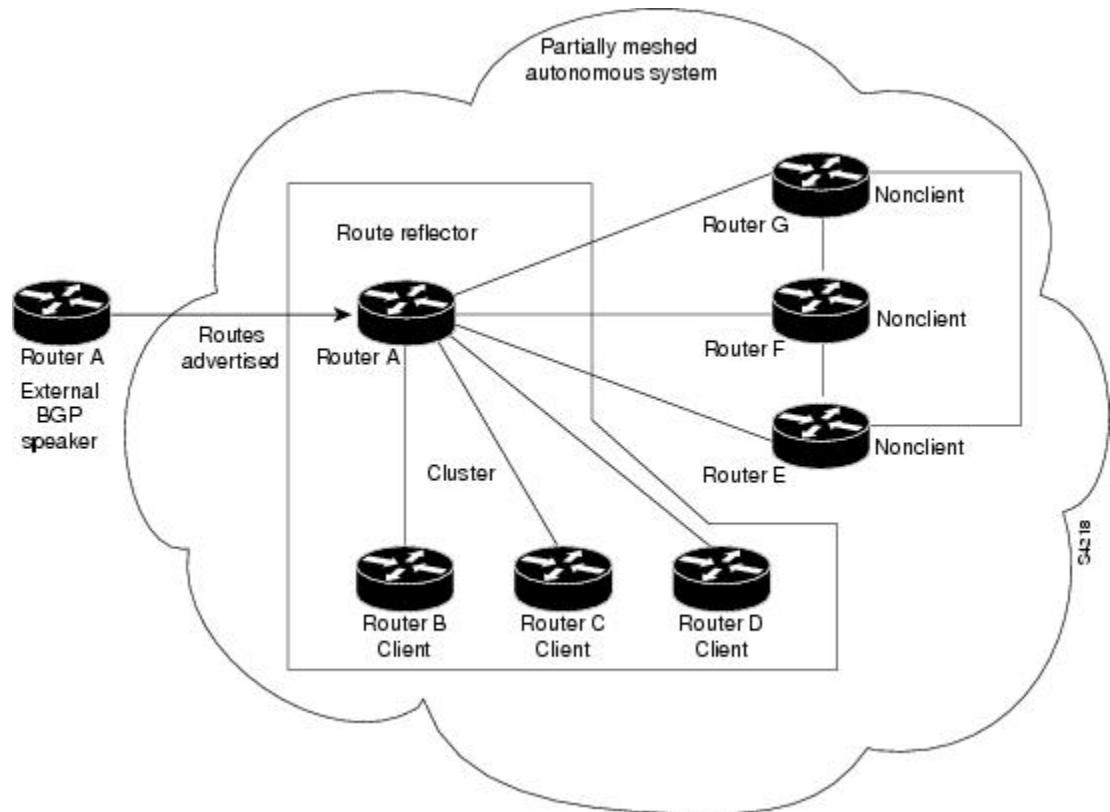 Partially meshed
autonomous system
Nonclient
Router G
Route reflector
Nonclient
Router F
Router A
Routes
advertised
Router A
External
BGP
speaker
Nonclient
Router E
Cluster
S4218
Router B
Client
Router C
Client
Router D
Client